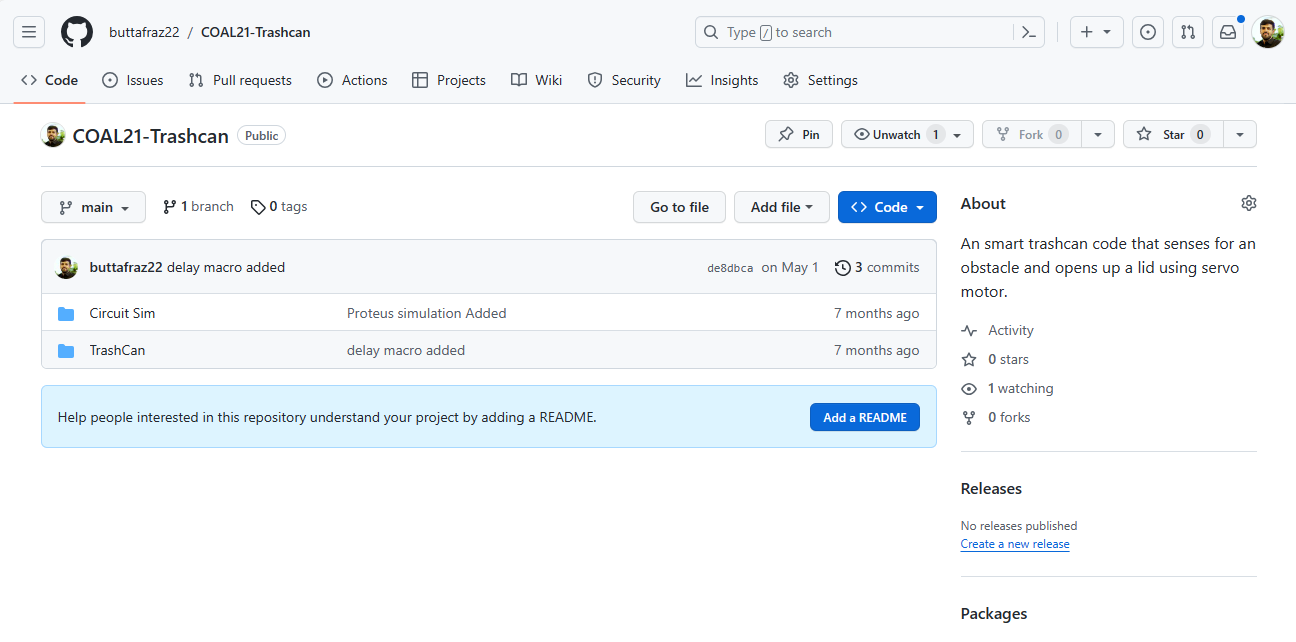 buttafraz22 / COAL21-Trashcan
Type / to search
Code Issues Pull requests Actions Projects Wiki Security Insights Settings
COAL21-Trashcan Public
Pin Unwatch 1 Fork 0 Star 0
main 1 branch 0 tags
Go to file Add file Code
buttafraz22 delay macro added de8dbca on May 1 3 commits
Circuit Sim Proteus simulation Added 7 months ago
TrashCan delay macro added 7 months ago
Help people interested in this repository understand your project by adding a README. Add a README
About
An smart trashcan code that senses for an
obstacle and opens up a lid using servo
motor.
Activity
0 stars
1 watching
0 forks
Releases
No releases published
Create a new release
Packages